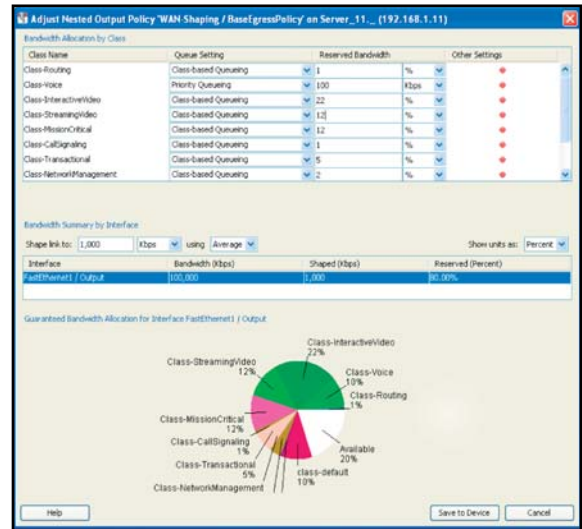 Adjust Nested Output Policy 'WAN Shaping / BaseEgressPolicy' on Server_11._ (192.168.1.11)
Bandwidth Allocation by Class
Class Name Queue Setting Reserved Bandwidth Other Settings
Class-Routing Class-based Queueing 1 %
Class-Voice Priority Queueing 100 Kbps
Class-InteractiveVideo Class-based Queueing 22 %
Class-StreamingVideo Class-based Queueing 12 %
Class-MissionCritical Class-based Queueing 12 %
Class-CallSignaling Class-based Queueing 1 %
Class-Transactional Class-based Queueing 5 %
Class-NetworkManagement Class-based Queueing 2 %
Bandwidth Summary by Interface
Shape link to: 1,000 Kbps using Average Show units as: Percent
Interface Bandwidth (Kbps) Shaped (Kbps) Reserved (Percent)
FastEthernet1 / Output 100,000 1,000 80.00%
Guaranteed Bandwidth Allocation for Interface FastEthernet1 / Output
Class-InteractiveVideo
22%
Class-StreamingVideo
12%
Class-Voice
10%
Class-Routing
1%
Class-MissionCritical
12%
Class-CallSignaling
1%
Available
20%
Class-Transactional
5%
class-default
10%
Class-NetworkManagement
Help Save to Device Cancel